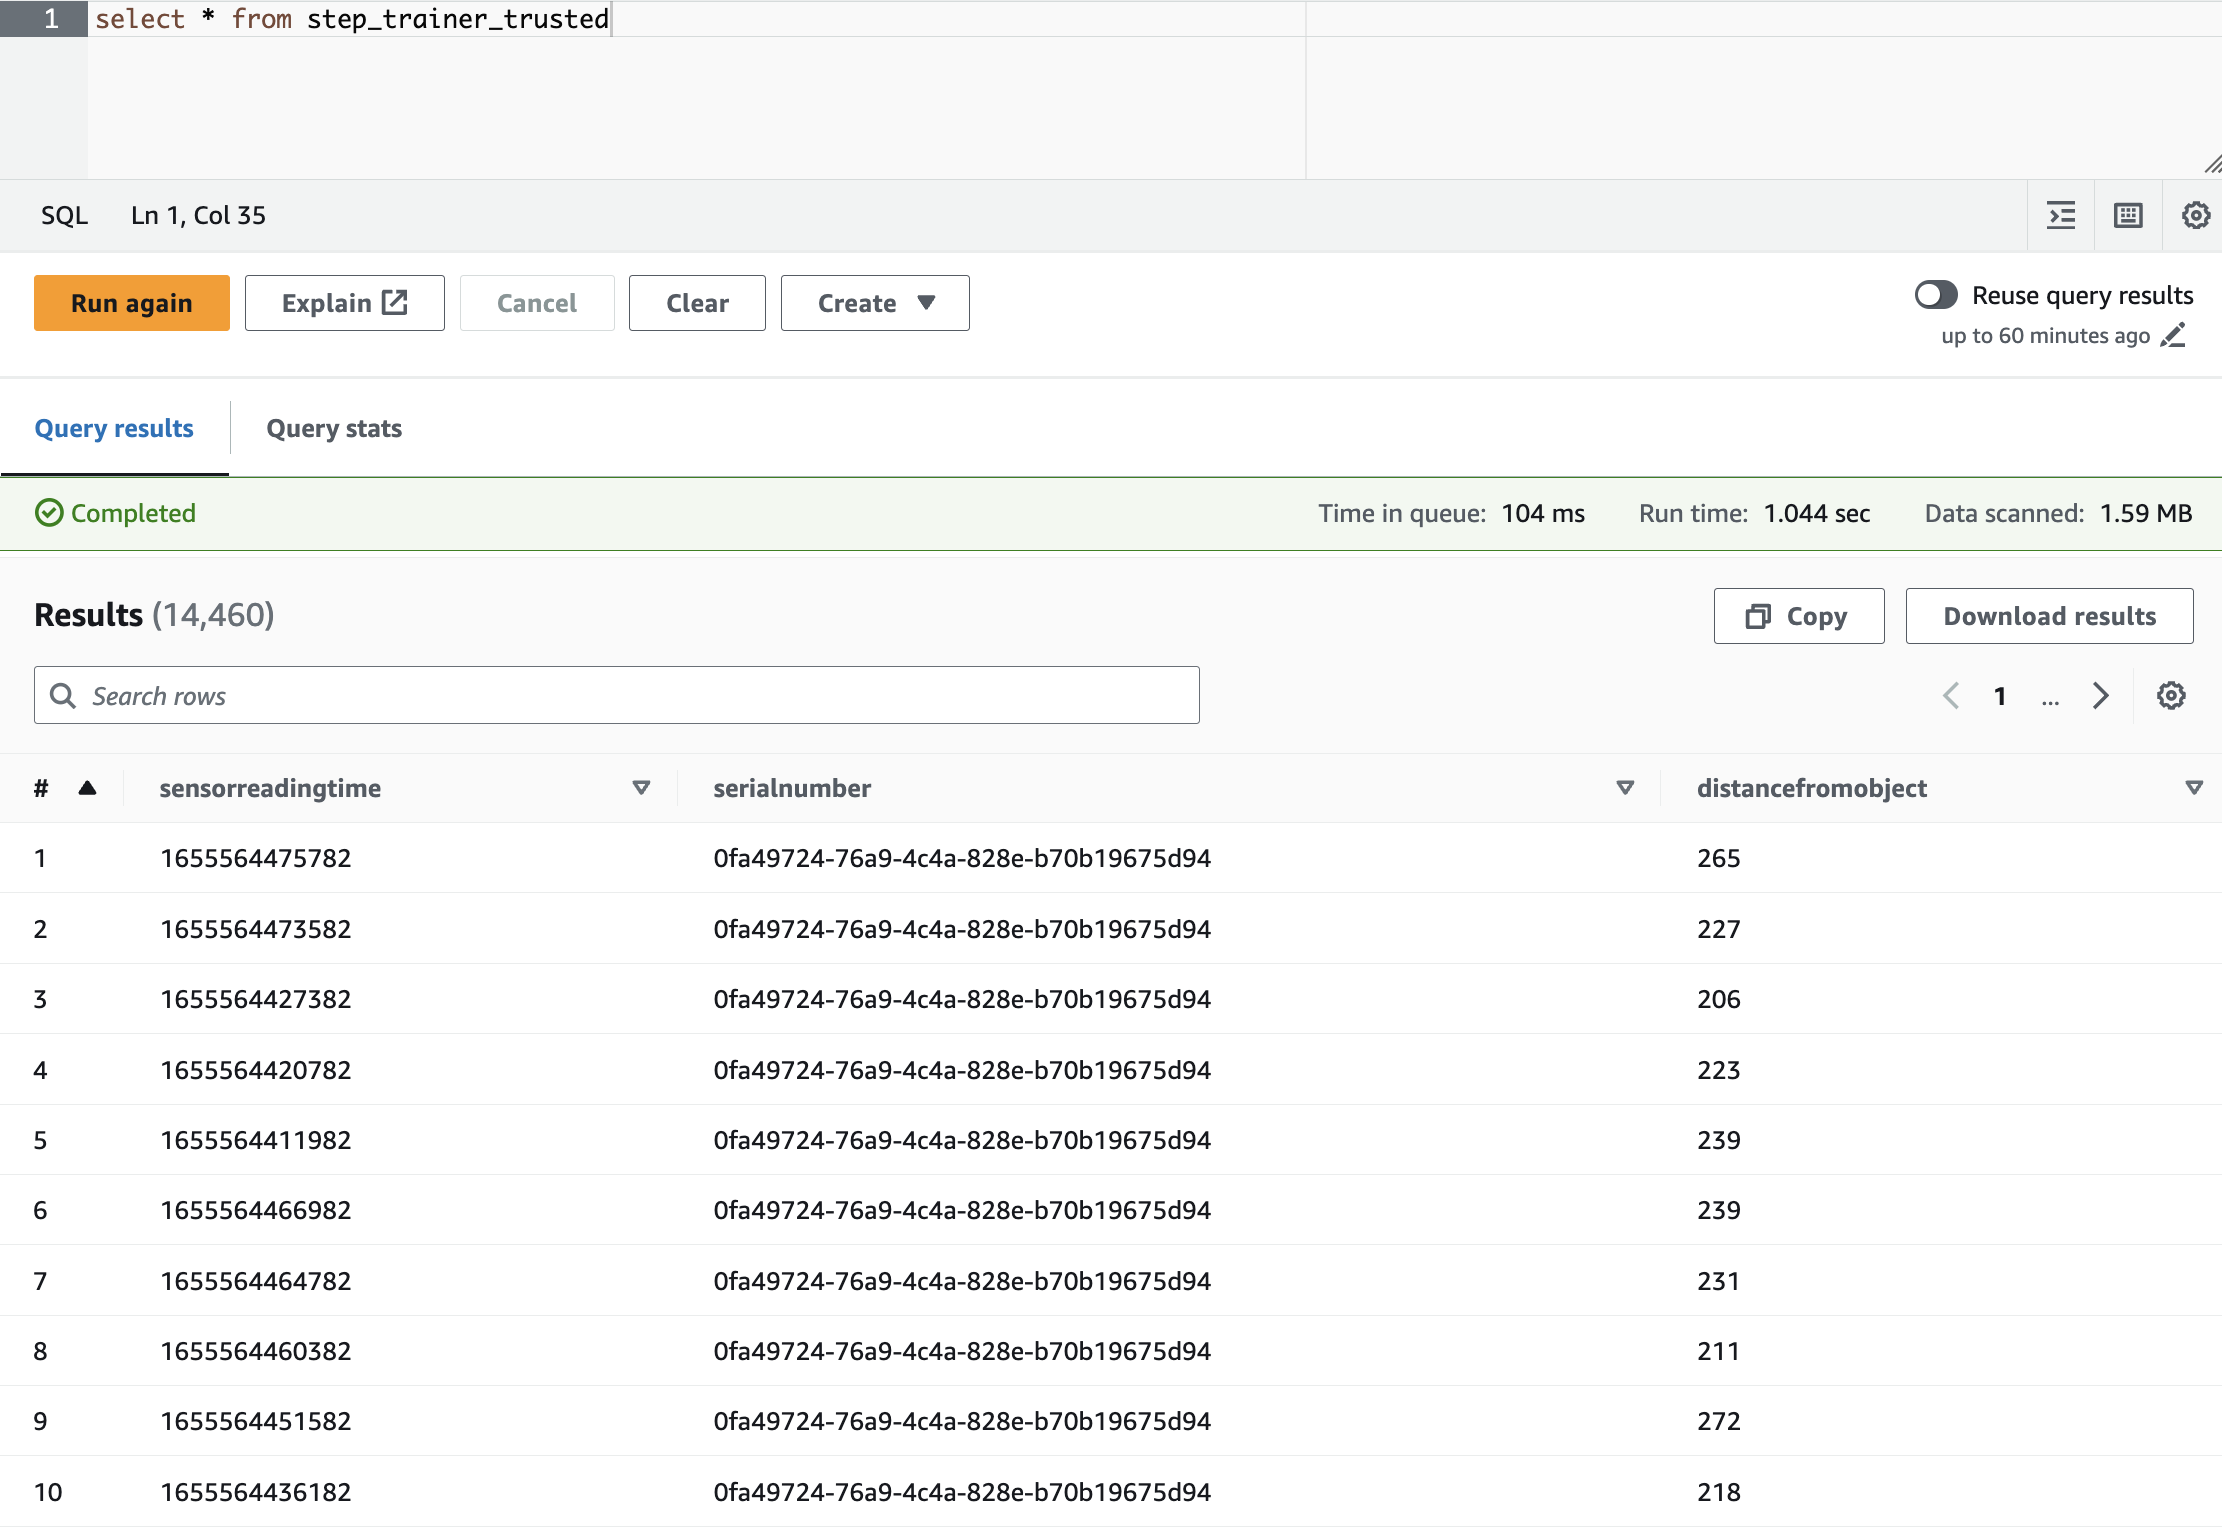 1 select * from step_trainer_trusted
SQL Ln 1, Col 35
Run again Explain Cancel Clear Create Reuse query results
up to 60 minutes ago
Query results Query stats
Completed Time in queue: 104 ms Run time: 1.044 sec Data scanned: 1.59 MB
Results (14,460) Copy Download results
Search rows 1 ...
# sensorreadingtime serialnumber distancefromobject
1 1655564475782 0fa49724-76a9-4c4a-828e-b70b19675d94 265
2 1655564473582 0fa49724-76a9-4c4a-828e-b70b19675d94 227
3 1655564427382 0fa49724-76a9-4c4a-828e-b70b19675d94 206
4 1655564420782 0fa49724-76a9-4c4a-828e-b70b19675d94 223
5 1655564411982 0fa49724-76a9-4c4a-828e-b70b19675d94 239
6 1655564466982 0fa49724-76a9-4c4a-828e-b70b19675d94 239
7 1655564464782 0fa49724-76a9-4c4a-828e-b70b19675d94 231
8 1655564460382 0fa49724-76a9-4c4a-828e-b70b19675d94 211
9 1655564451582 0fa49724-76a9-4c4a-828e-b70b19675d94 272
10 1655564436182 0fa49724-76a9-4c4a-828e-b70b19675d94 218